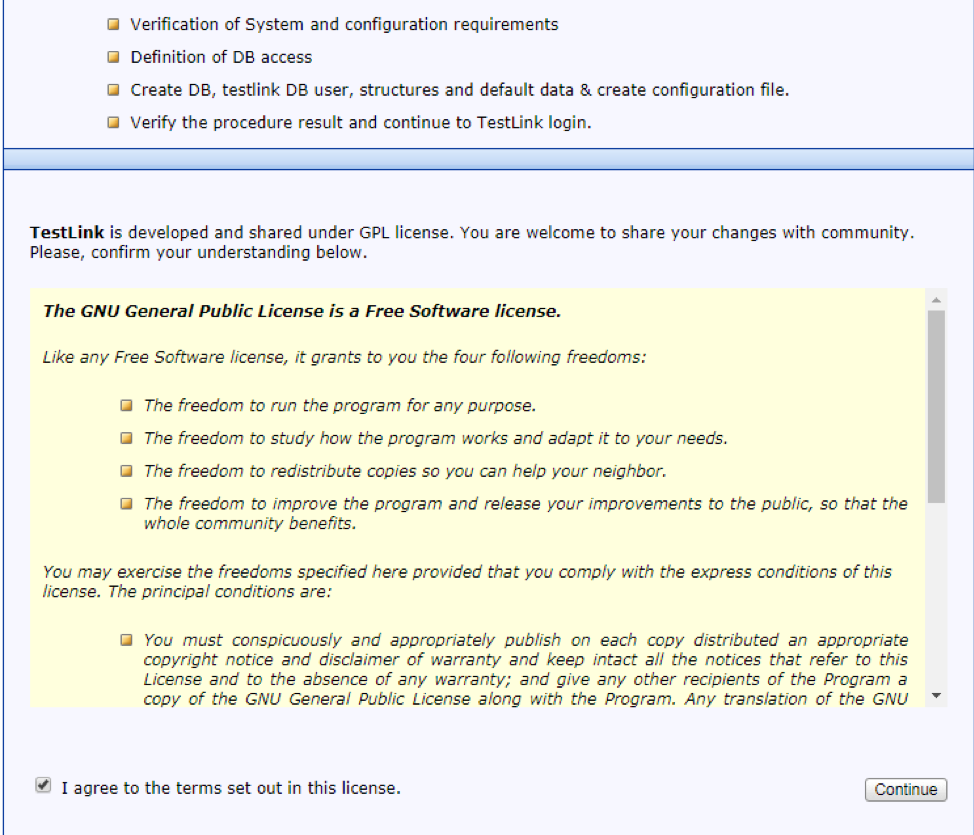 Verification of System and configuration requirements
Definition of DB access
Create DB, testlink DB user, structures and default data & create configuration file.
Verify the procedure result and continue to TestLink login.
TestLink is developed and shared under GPL license. You are welcome to share your changes with community.
Please, confirm your understanding below.
The GNU General Public License is a Free Software license.
Like any Free Software license, it grants to you the four following freedoms:
The freedom to run the program for any purpose.
The freedom to study how the program works and adapt it to your needs.
The freedom to redistribute copies so you can help your neighbor.
The freedom to improve the program and release your improvements to the public, so that the
whole community benefits.
You may exercise the freedoms specified here provided that you comply with the express conditions of this
license. The principal conditions are:
You must conspicuously and appropriately publish on each copy distributed an appropriate
copyright notice and disclaimer of warranty and keep intact all the notices that refer to this
License and to the absence of any warranty; and give any other recipients of the Program a
copy of the GNU General Public License along with the Program. Any translation of the GNU
I agree to the terms set out in this license.
Continue